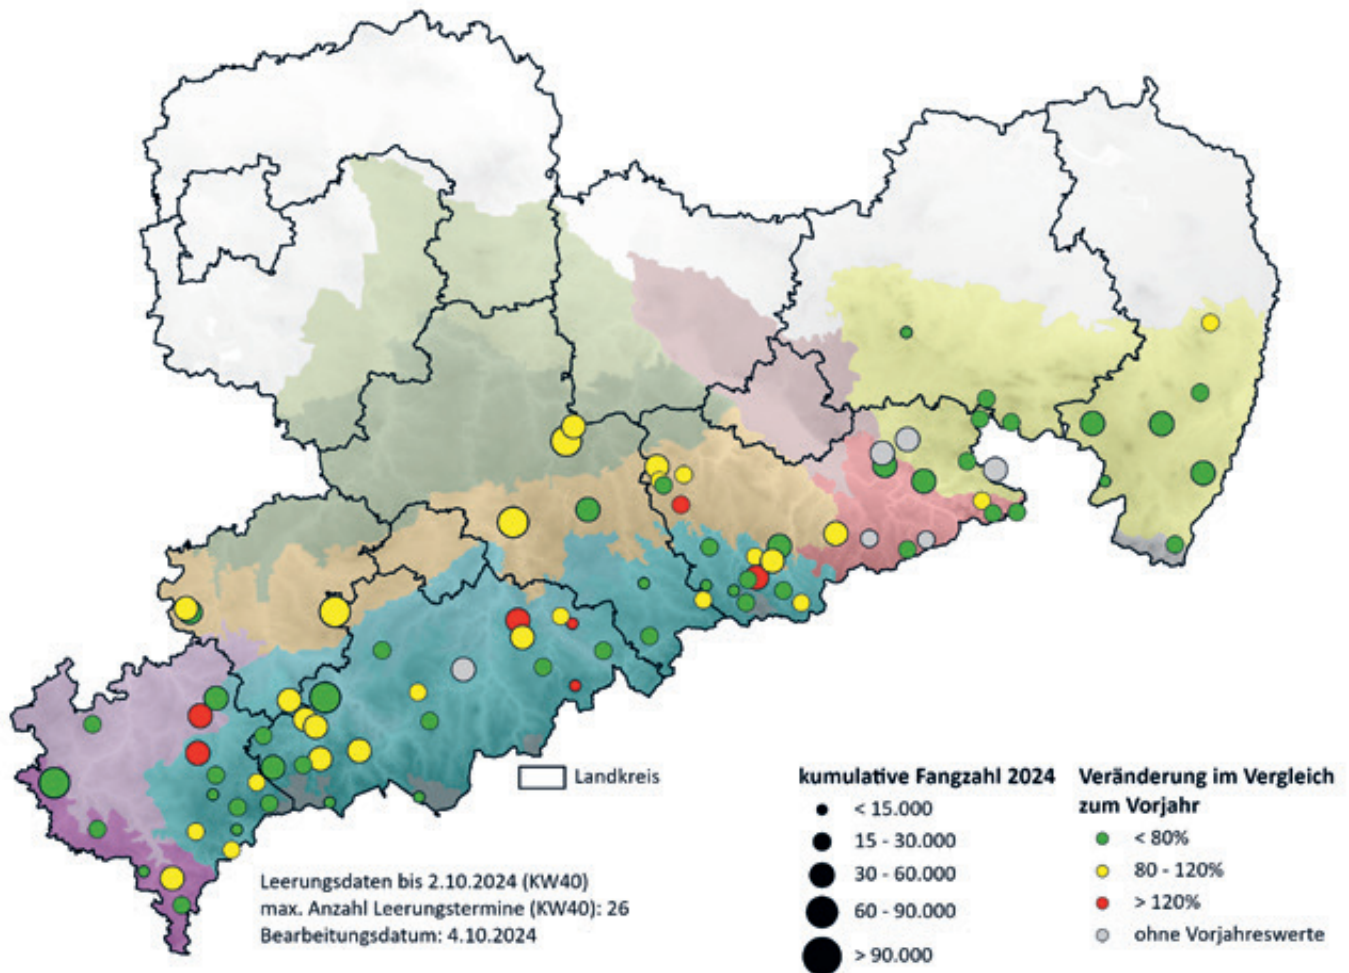 Landkreis
Leerungsdaten bis 2.10.2024 (KW40)
max. Anzahl Leerungstermine (KW40): 26
Bearbeitungsdatum: 4.10.2024
kumulative Fangzahl 2024
< 15.000
15 - 30.000
30 - 60.000
60 - 90.000
> 90.000
Veränderung im Vergleich
zum Vorjahr
< 80%
80 - 120%
> 120%
ohne Vorjahreswerte